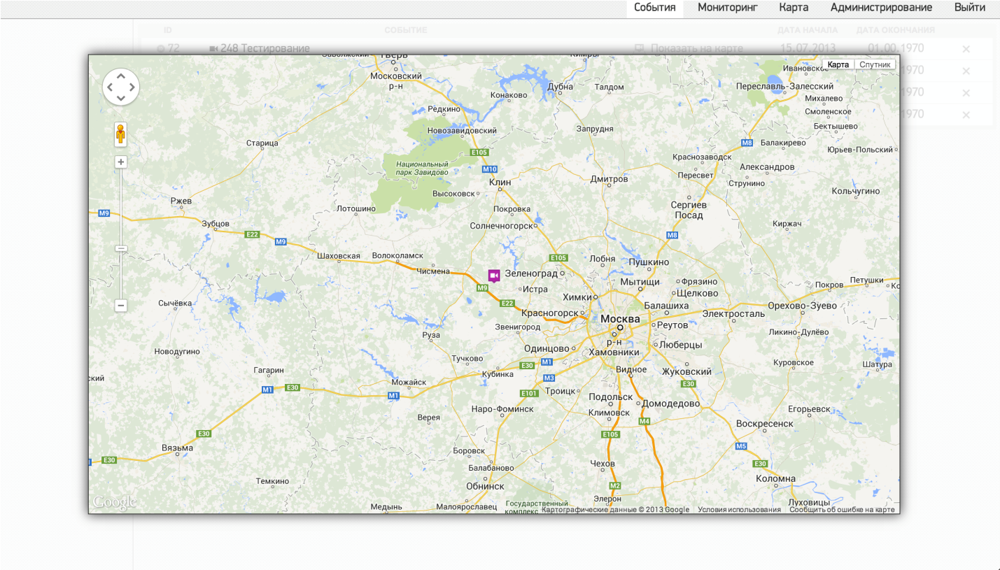 События Мониторинг Карта Администрирование Выйти
ID СОБЫТИЕ ДАТА НАЧАЛА ДАТА ОКОНЧАНИЯ
72 248 Тестирование Показать на карте 15.07.2013 01.00.1970
1970
1970
1970
Карта Спутник
Тверь
Кимры
Московский
р-н
Ивановское
Дубна
Талдом
Переславль-Залесский
Конаково
Михалево
Редкино
Смоленское
Новозавидовский
Запрудня
Бектышево
Старица
M8
Балакирево
E105
Юрьев-Польский
Национальный
парк Завидово
M10
Краснозаводск
Александров
Клин
Дмитров
Пересвет
Струнино
Высоковск
Кольчугино
Ржев
Лотошино
Покровка
Сергиев
Посад
M9
Зубцов
Солнечногорск
Киржач
E22
M9
M8
Шаховская
Волоколамск
E105
Лобня
Пушкино
Чисмена
Зеленоград
M9
Истра
Мытищи
Фрязино
Покров
Петушки
Щелково
Химки
Сычёвка
E22
Балашиха
Орехово-Зуево
Красногорск
Москва
Электросталь
Звенигород
Реутов
Руза
Ликино-Дулёво
р-н
Хамовники
Одинцово
Люберцы
Новодугино
Тучково
E30
M1
Куровское
Шатура
Гагарин
Кубинка
M3
Видное
Жуковский
ский
M1
E30
Можайск
M1
E101
Троицк
E30
Подольск
Домодедово
Наро-Фоминск
Климовск
Егорьевск
Верея
M4
Воскресенск
E30
E105
Вязьма
M5
Боровск
E30
Чехов
E30
Балабаново
Темкино
Обнинск
M2
Коломна
Элерон
Луховицы
Медынь
Малоярославец
Государственный
комплекс
Google
Картографические данные © 2013 Google Условия использования Сообщить об ошибке на карте